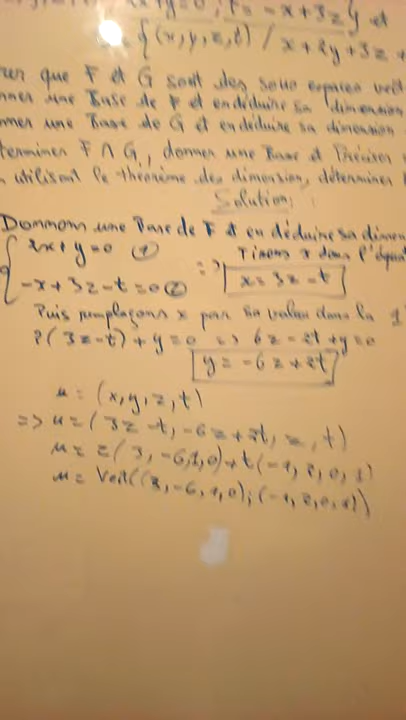 x+y=0; t=-x+3z} et
= {(x,y,z,t) / x+2y+3z+
que F et G sont des sous espaces vect
une Base de F et en déduire sa dimension
une Base de G et en déduire sa dimension
F ∩ G, donner une Base et Préciser
utilisant le théorème des dimension, déterminer
Solution:
Donnons une Base de F et en déduire sa dimen
{ 2x+y=0 ① Tirons x dans l'équat
-x+3z-t=0 ② => x=3z-t
Puis remplaçons x par sa valeur dans la 1
2(3z-t)+y=0 => 6z-2t+y=0
y=-6z+2t
u=(x,y,z,t)
=> u=(3z-t,-6z+2t,z,t)
u=z(3,-6,1,0)+t(-1,2,0,1)
u=Vect((3,-6,1,0);(-1,2,0,1))